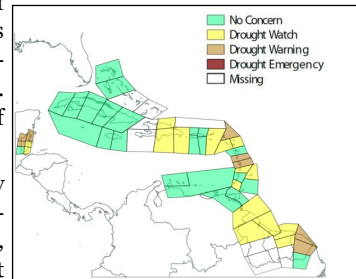 No Concern
Drought Watch
Drought Warning
Drought Emergency
Missing